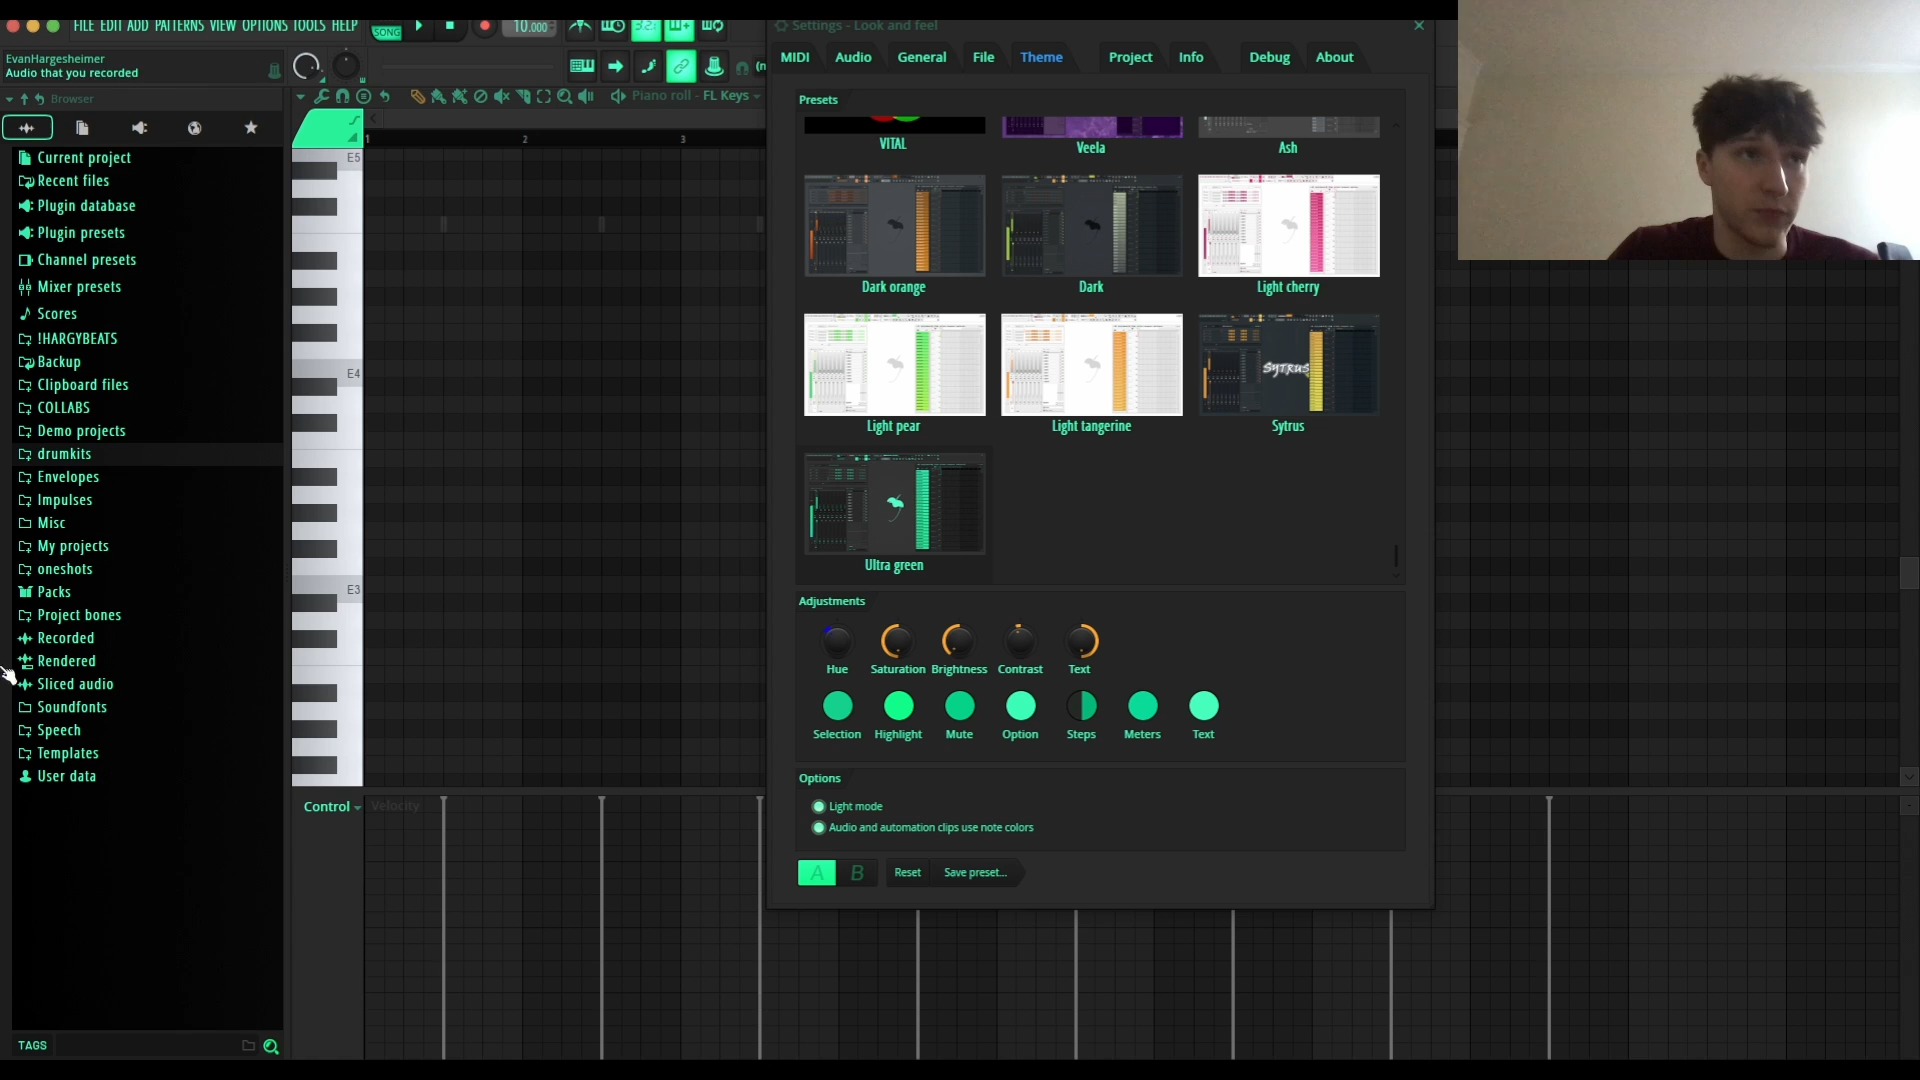 FILE EDIT ADD PATTERNS VIEW OPTIONS TOOLS HELP
SONG
10.000
EvanHargesheimer
Audio that you recorded
Browser
Current project
Recent files
Plugin database
Plugin presets
Channel presets
Mixer presets
Scores
!HARGYBEATS
Backup
Clipboard files
COLLABS
Demo projects
drumkits
Envelopes
Impulses
Misc
My projects
oneshots
Packs
Project bones
Recorded
Rendered
Sliced audio
Soundfonts
Speech
Templates
User data
TAGS
Piano roll - FL Keys
1 2 3
E5
E4
E3
Control
Velocity
Settings - Look and feel
MIDI Audio General File Theme Project Info Debug About
Presets
VITAL Veela Ash
Dark orange Dark Light cherry
SYTRUS
Light pear Light tangerine Sytrus
Ultra green
Adjustments
Hue Saturation Brightness Contrast Text
Selection Highlight Mute Option Steps Meters Text
Options
Light mode
Audio and automation clips use note colors
A B Reset Save preset...